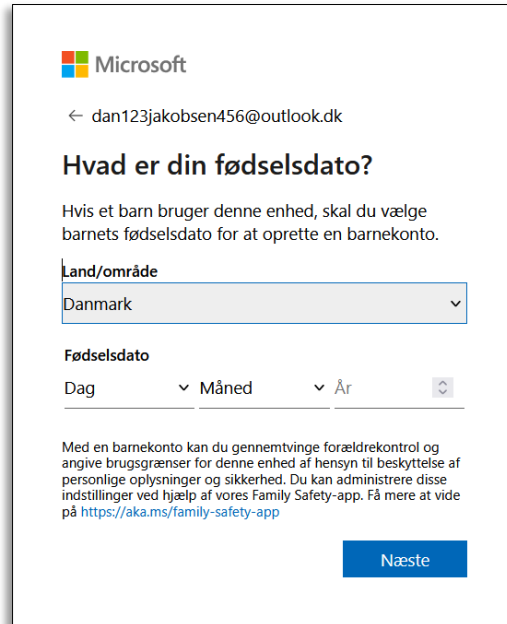 Microsoft
← dan123jakobsen456@outlook.dk
Hvad er din fødselsdato?
Hvis et barn bruger denne enhed, skal du vælge
barnets fødselsdato for at oprette en barnekonto.
Land/område
Danmark
Fødselsdato
Dag Måned År
Med en barnekonto kan du gennemtvinge forældrekontrol og
angive brugsgrænser for denne enhed af hensyn til beskyttelse af
personlige oplysninger og sikkerhed. Du kan administrere disse
indstillinger ved hjælp af vores Family Safety-app. Få mere at vide
på https://aka.ms/family-safety-app
Næste